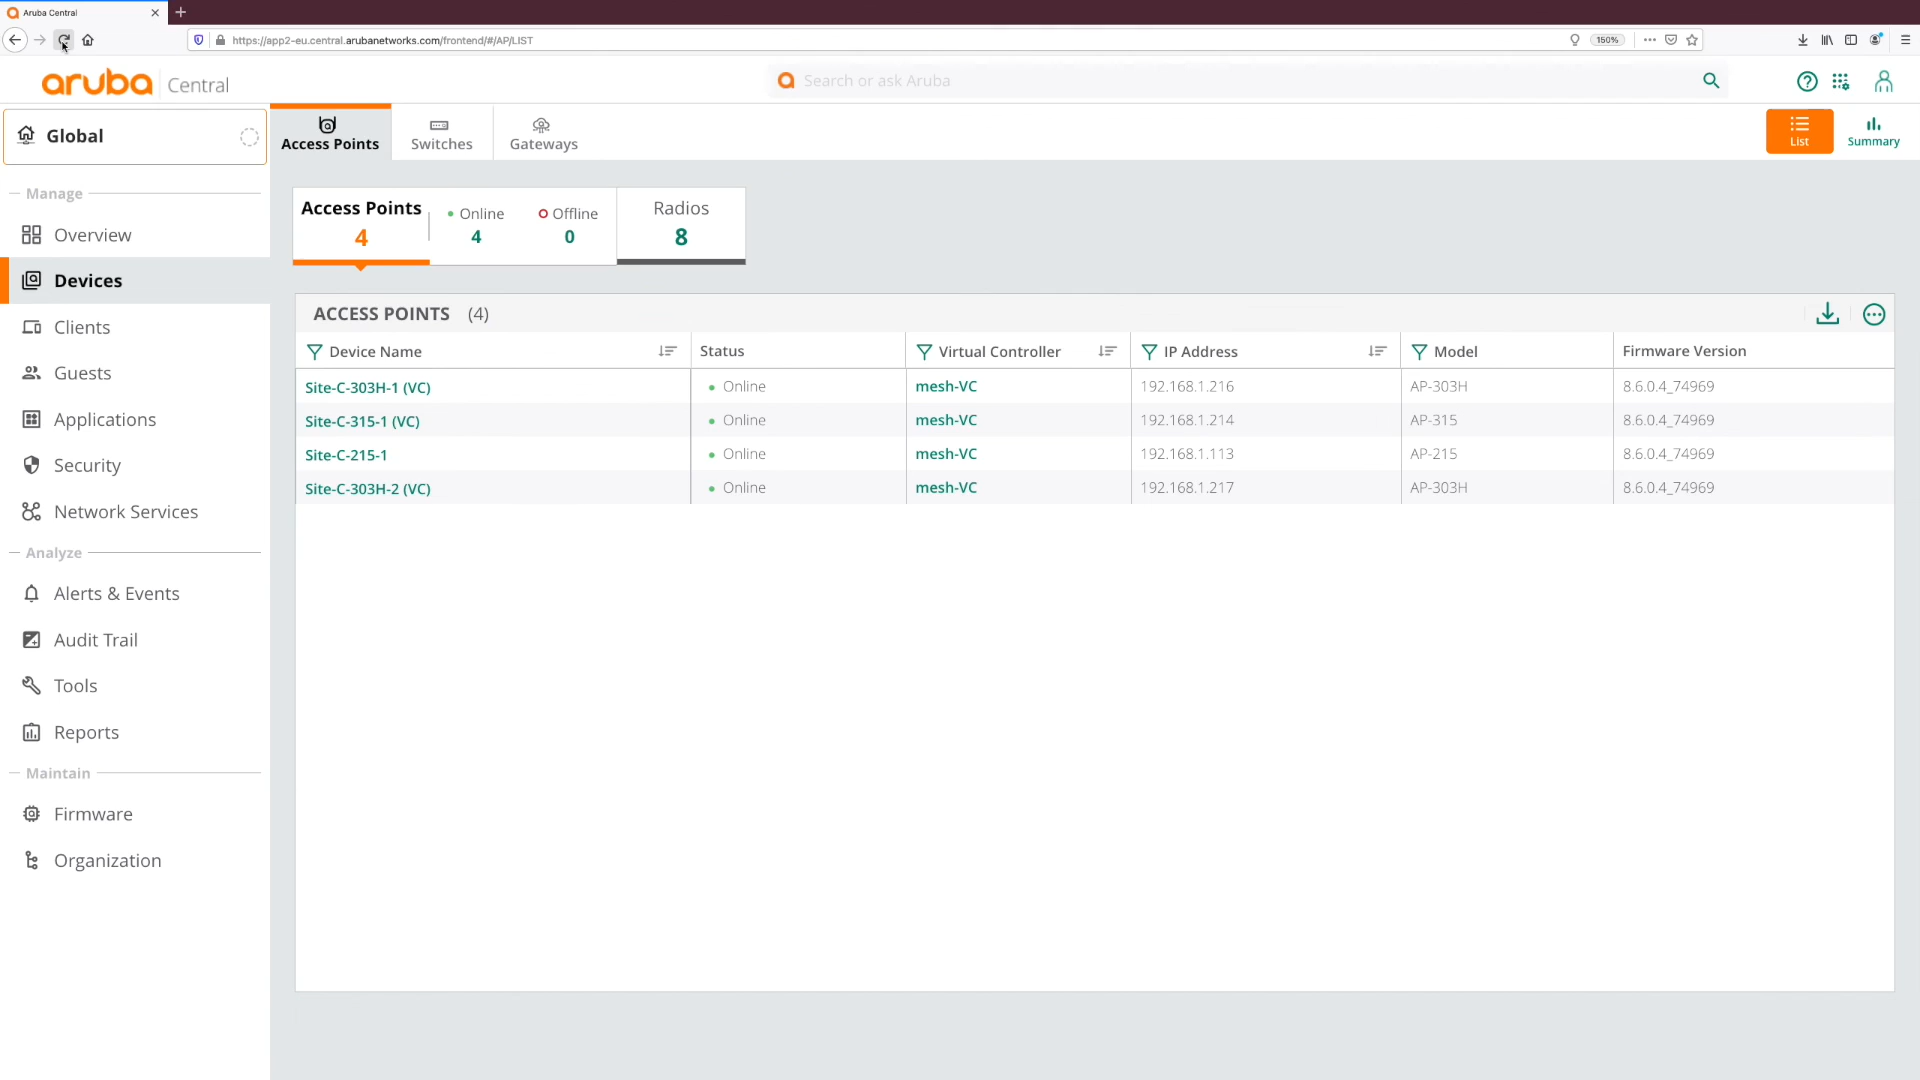 Aruba Central
https://app2-eu.central.arubanetworks.com/frontend/#/AP/LIST
150%
aruba Central
Search or ask Aruba
Global
Access Points
Switches
Gateways
List
Summary
Manage
Overview
Devices
Clients
Guests
Applications
Security
Network Services
Analyze
Alerts & Events
Audit Trail
Tools
Reports
Maintain
Firmware
Organization
Access Points
4
Online
4
Offline
0
Radios
8
ACCESS POINTS (4)
Device Name Status Virtual Controller IP Address Model Firmware Version
Site-C-303H-1 (VC) Online mesh-VC 192.168.1.216 AP-303H 8.6.0.4_74969
Site-C-315-1 (VC) Online mesh-VC 192.168.1.214 AP-315 8.6.0.4_74969
Site-C-215-1 Online mesh-VC 192.168.1.113 AP-215 8.6.0.4_74969
Site-C-303H-2 (VC) Online mesh-VC 192.168.1.217 AP-303H 8.6.0.4_74969